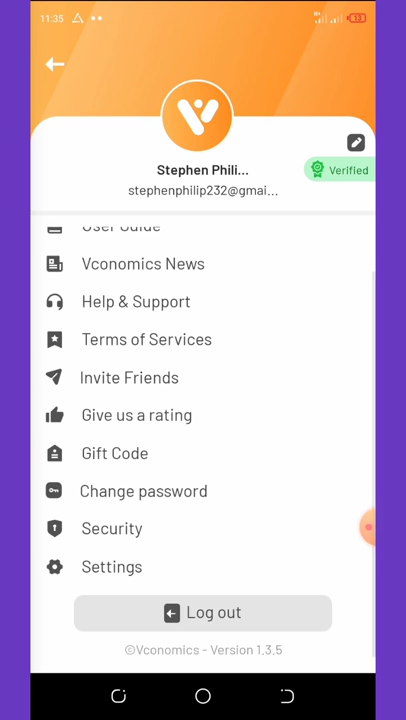 11:35
13
Stephen Phili...
Verified
stephenphilip232@gmai...
User Guide
Vconomics News
Help & Support
Terms of Services
Invite Friends
Give us a rating
Gift Code
Change password
Security
Settings
Log out
©Vconomics - Version 1.3.5